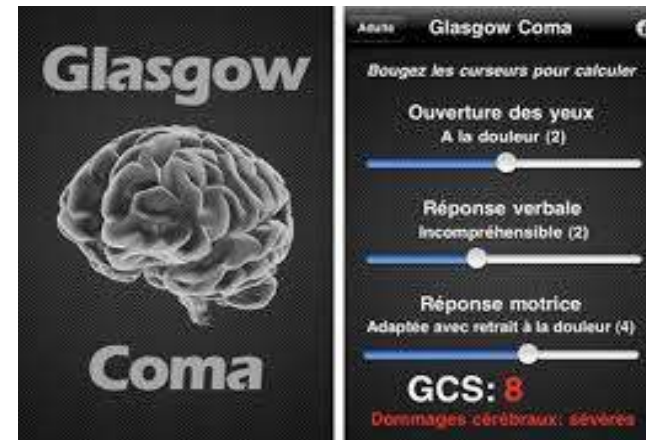 Glasgow
Coma
Adulte
Glasgow Coma
Bougez les curseurs pour calculer
Ouverture des yeux
A la douleur (2)
Réponse verbale
Incompréhensible (2)
Réponse motrice
Adaptée avec retrait à la douleur (4)
GCS: 8
Dommages cérébraux: sévères